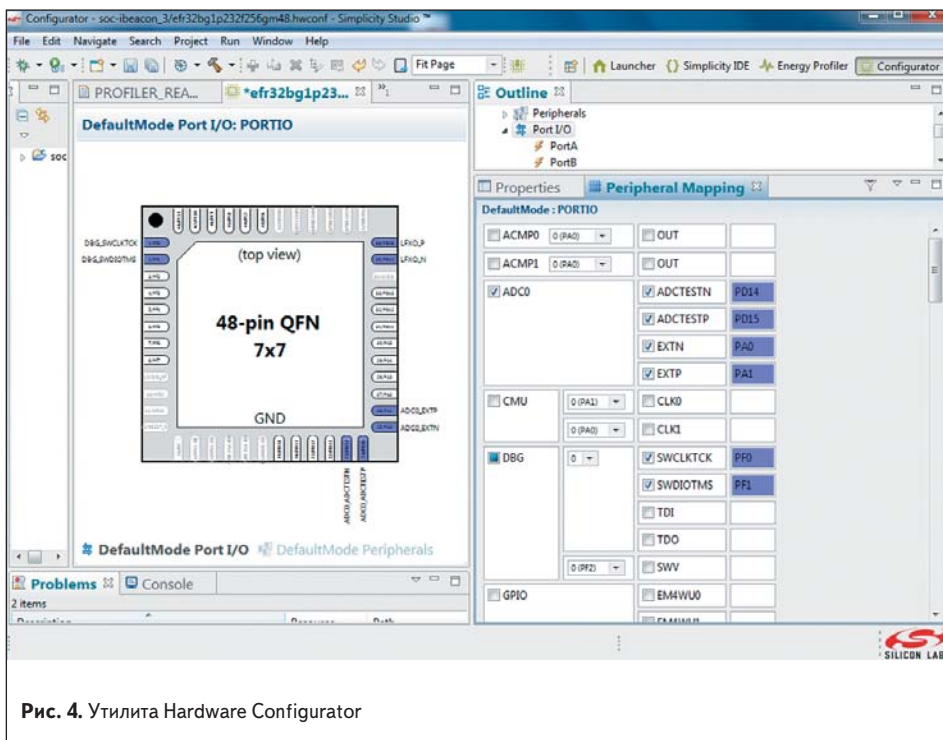 Configurator - soc-ibeacon_3/efr32bg1p232f256gm48.hwconf - Simplicity Studio ™
File Edit Navigate Search Project Run Window Help
Fit Page
Launcher {} Simplicity IDE Energy Profiler Configurator
PROFILER_REA...
*efr32bg1p23...
"1
DefaultMode Port I/O: PORTIO
soc
DBG_SWCLKTCK
DBG_SWDIOTMS
LFXO_P
LFXO_N
(top view)
48-pin QFN
7x7
GND
ADC0_EXTP
ADC0_EXTN
ADC0_ADCTESTN
ADC0_ADCTESTP
DefaultMode Port I/O DefaultMode Peripherals
Problems Console
2 items
Outline
Peripherals
Port I/O
PortA
PortB
Properties Peripheral Mapping
DefaultMode : PORTIO
ACMP0 0 (PA0) OUT
ACMP1 0 (PA0) OUT
ADC0 ADCTESTN PD14
ADCTESTP PD15
EXTN PA0
EXTP PA1
CMU 0 (PA1) CLK0
0 (PA0) CLK1
DBG 0 SWCLKTCK PF0
SWDIOTMS PF1
TDI
TDO
0 (PF2) SWV
GPIO EM4WU0
SILICON LAB
Рис. 4. Утилита Hardware Configurator